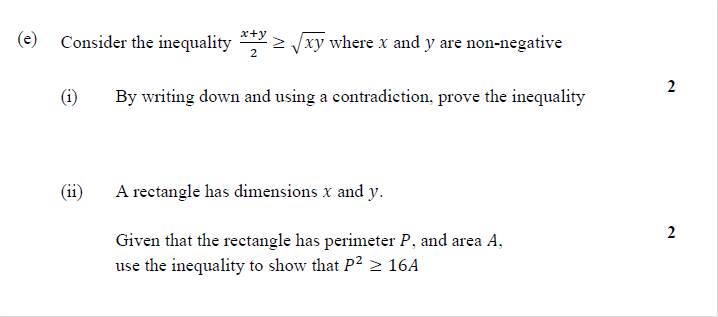 (e) Consider the inequality $\frac{x+y}{2} \geq \sqrt{xy}$ where $x$ and $y$ are non-negative
(i) By writing down and using a contradiction, prove the inequality 2
(ii) A rectangle has dimensions $x$ and $y$.
Given that the rectangle has perimeter $P$, and area $A$, 2
use the inequality to show that $P^2 \geq 16A$